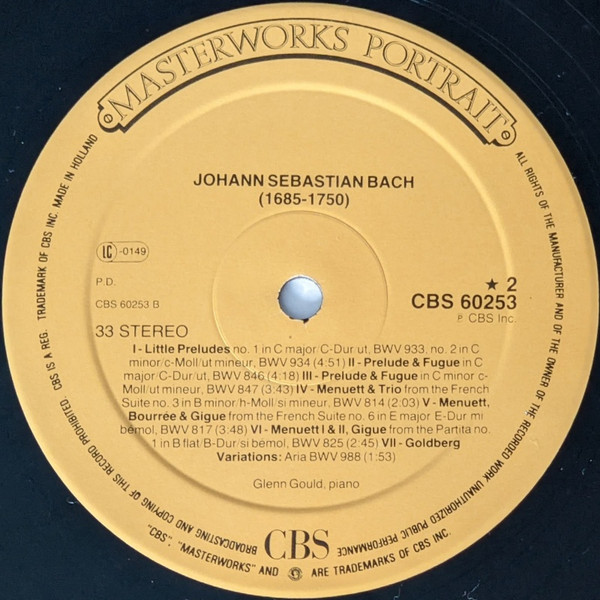 MASTERWORKS PORTRAIT
JOHANN SEBASTIAN BACH
(1685-1750)
LC -0149
P.D.
CBS 60253 B
33 STEREO
★ 2
CBS 60253
℗ CBS Inc.
I - Little Preludes no. 1 in C major/C-Dur/ut, BWV 933, no. 2 in C
minor/c-Moll/ut mineur, BWV 934 (4:51) II - Prelude & Fugue in C
major/C-Dur/ut, BWV 846 (4:18) III - Prelude & Fugue in C minor c-
Moll/ut mineur, BWV 847 (3.43) IV - Menuett & Trio from the French
Suite no. 3 in B minor/h-Moll/si mineur, BWV 814 (2:03) V - Menuett,
Bourrée & Gigue from the French Suite no. 6 in E major E-Dur mi
bémol, BWV 817 (3:48) VI - Menuett I & II, Gigue from the Partita no.
1 in B flat/B-Dur/si bémol, BWV 825 (2:45) VII - Goldberg
Variations: Aria BWV 988 (1:53)
Glenn Gould, piano
ALL RIGHTS OF THE MANUFACTURER AND OF THE OWNER OF THE RECORDED WORK. UNAUTHORIZED PUBLIC PERFORMANCE
BROADCASTING AND COPYING OF THIS RECORD PROHIBITED. CBS IS A REG. TRADEMARK OF CBS INC. MADE IN HOLLAND
CBS
"CBS", "MASTERWORKS" AND ARE TRADEMARKS OF CBS INC.